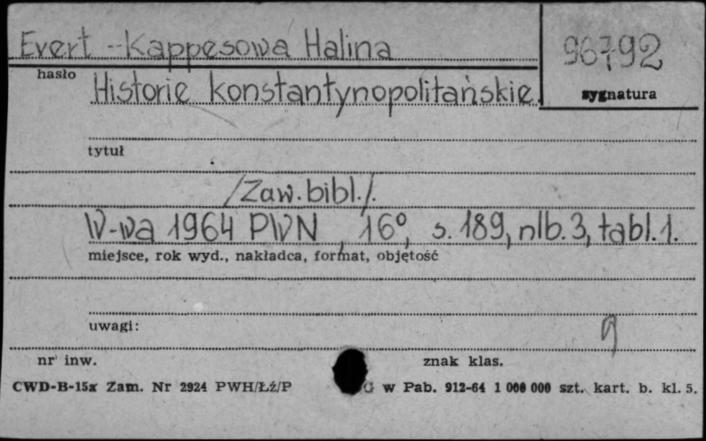 Evert-Kappesowa Halina
96792
hasło
sygnatura
Historie konstantynopolitańskie.
tytuł
/Zaw. bibl./.
W-wa 1964 PWN, 16°, s. 189, nlb. 3, tabl. 1.
miejsce, rok wyd., nakładca, format, objętość
uwagi:
nr inw.
znak klas.
CWD-B-15x Zam. Nr 2924 PWH/Łź/P G w Pab. 912-64 1 000 000 szt. kart. b. kl. 5.